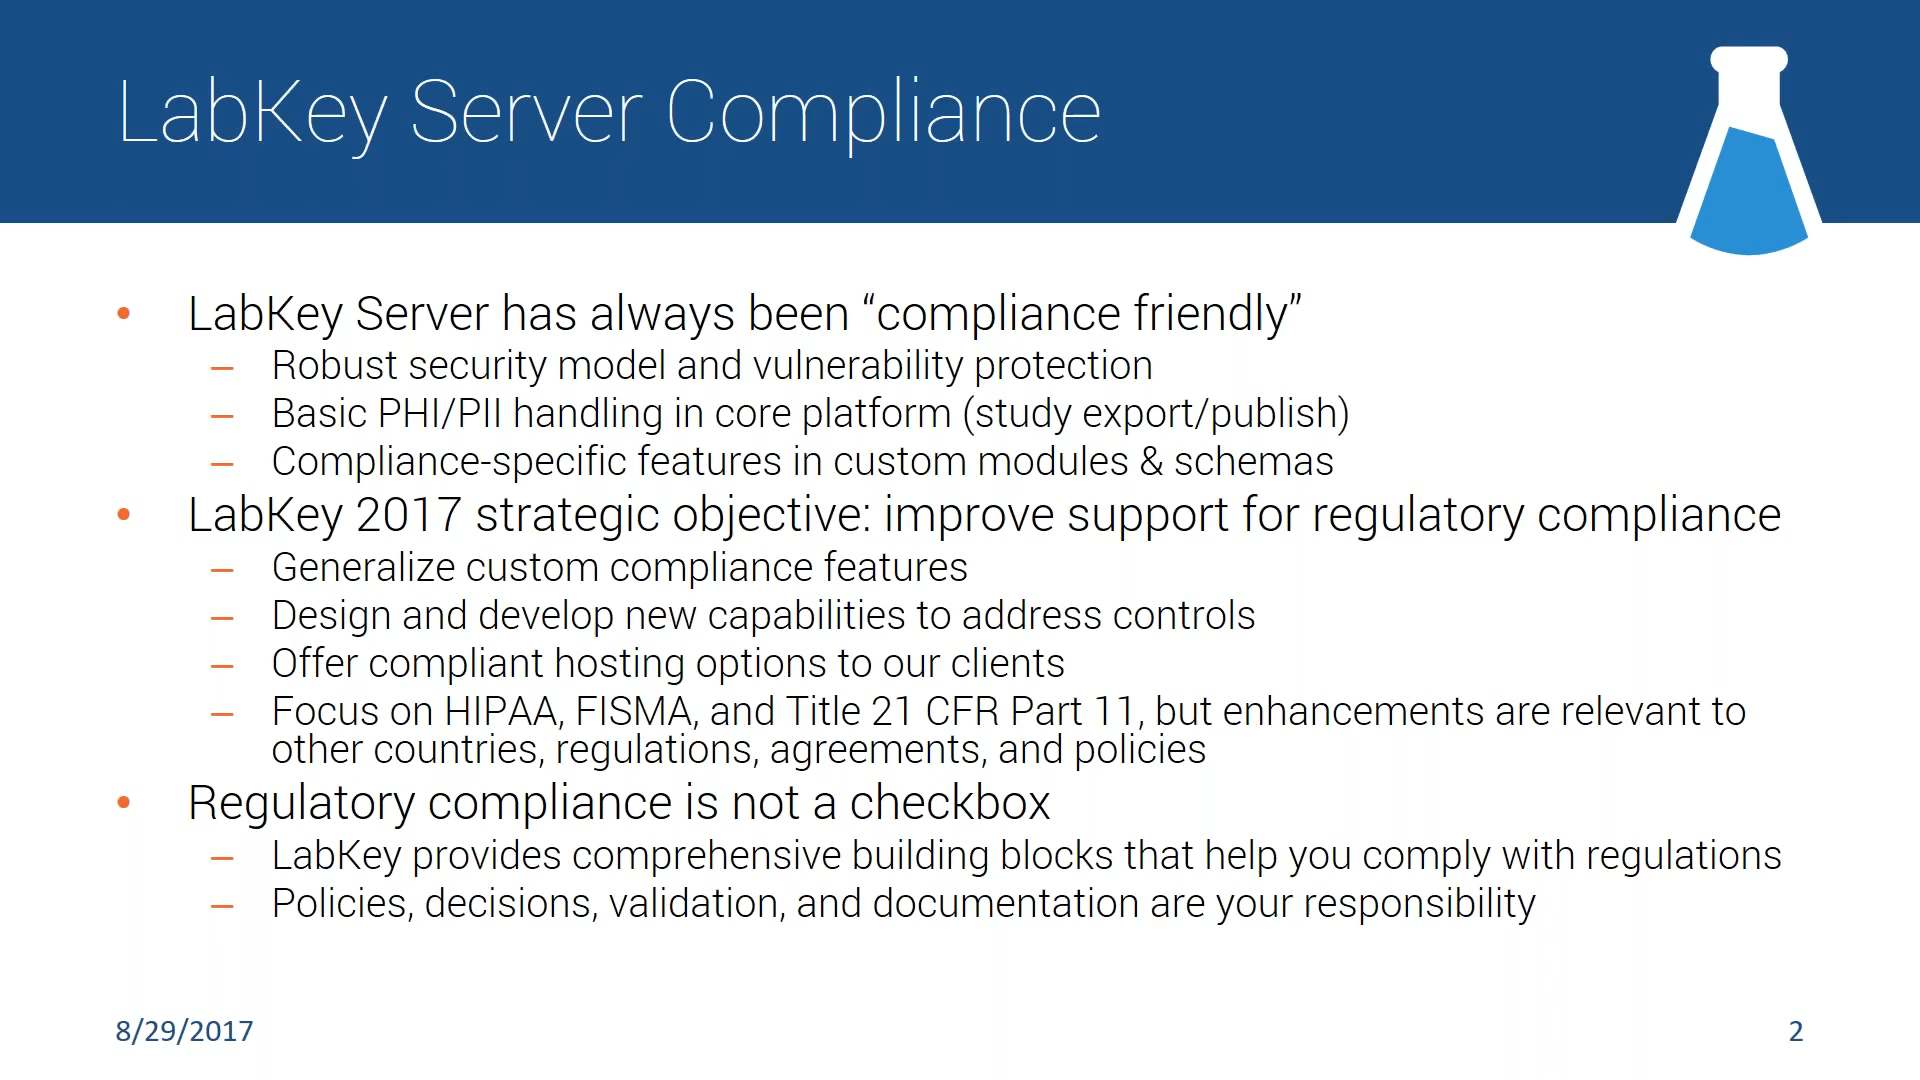 LabKey Server Compliance
• LabKey Server has always been “compliance friendly”
– Robust security model and vulnerability protection
– Basic PHI/PII handling in core platform (study export/publish)
– Compliance-specific features in custom modules & schemas
• LabKey 2017 strategic objective: improve support for regulatory compliance
– Generalize custom compliance features
– Design and develop new capabilities to address controls
– Offer compliant hosting options to our clients
– Focus on HIPAA, FISMA, and Title 21 CFR Part 11, but enhancements are relevant to
other countries, regulations, agreements, and policies
• Regulatory compliance is not a checkbox
– LabKey provides comprehensive building blocks that help you comply with regulations
– Policies, decisions, validation, and documentation are your responsibility
8/29/2017
2